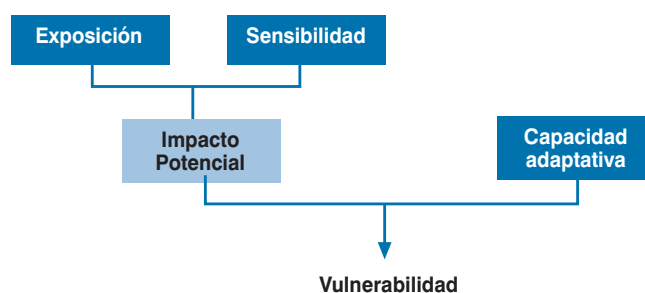 Exposición
Sensibilidad
Impacto
Potencial
Capacidad
adaptativa
Vulnerabilidad